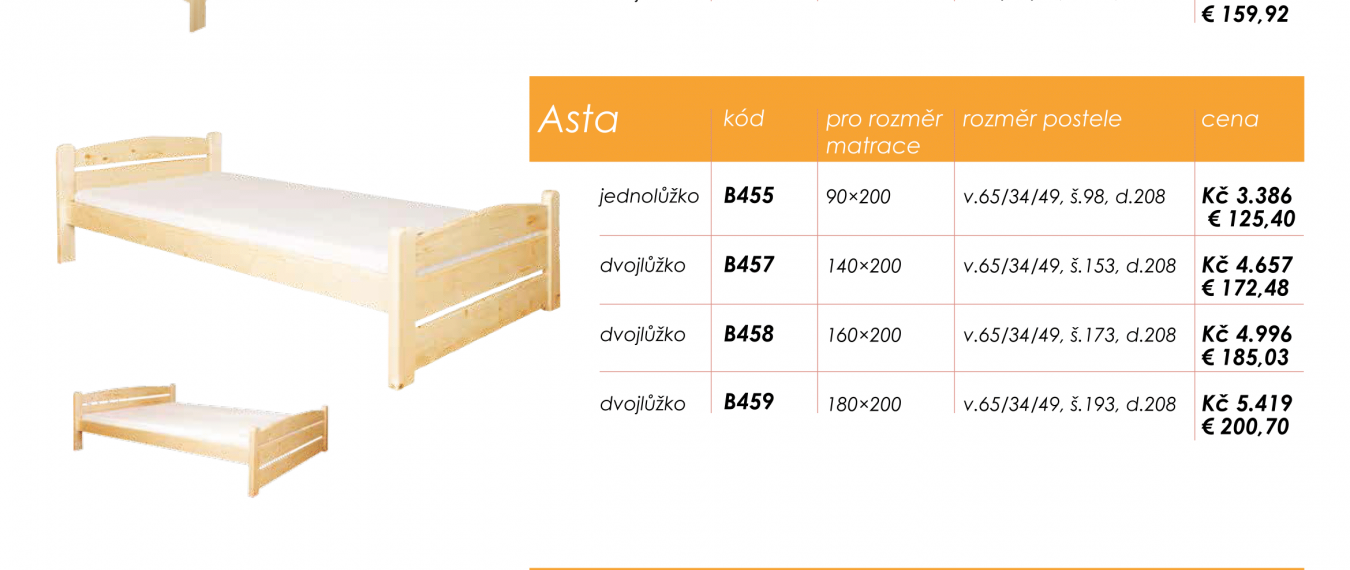 € 159,92
Asta kód pro rozměr rozměr postele cena
matrace
jednolůžko B455 90×200 v.65/34/49, š.98, d.208 Kč 3.386
€ 125,40
dvojlůžko B457 140×200 v.65/34/49, š.153, d.208 Kč 4.657
€ 172,48
dvojlůžko B458 160×200 v.65/34/49, š.173, d.208 Kč 4.996
€ 185,03
dvojlůžko B459 180×200 v.65/34/49, š.193, d.208 Kč 5.419
€ 200,70